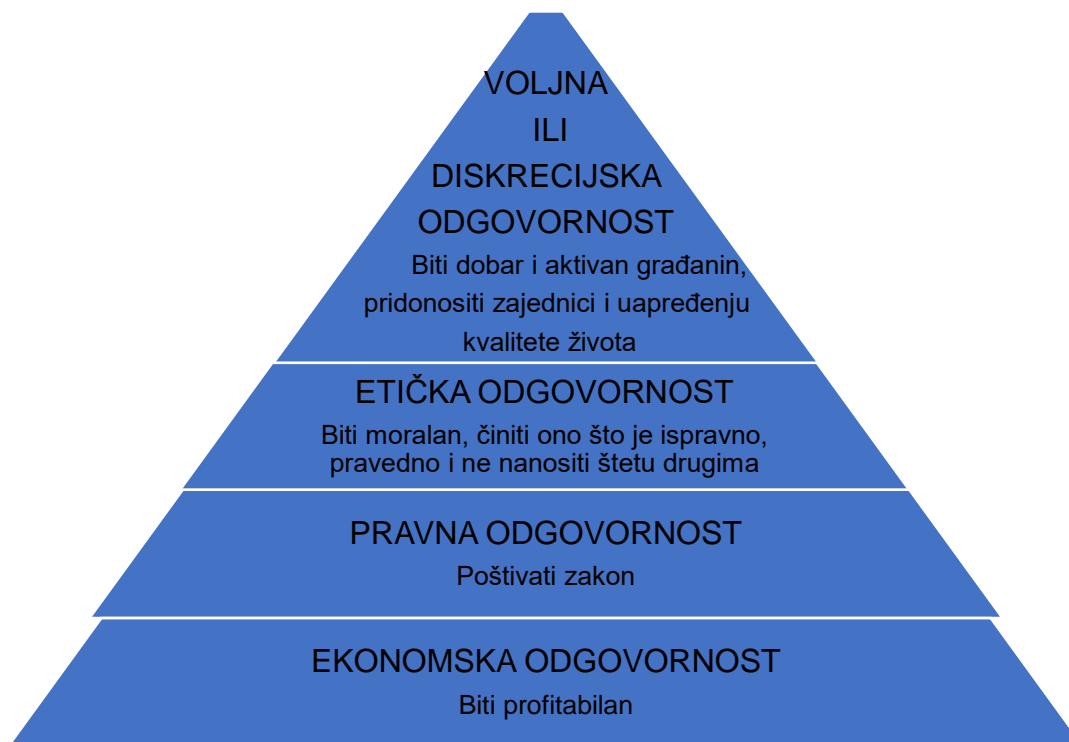 VOLJNA
ILI
DISKRECIJSKA
ODGOVORNOST
Biti dobar i aktivan građanin,
pridonositi zajednici i uapređenju
kvalitete života
ETIČKA ODGOVORNOST
Biti moralan, činiti ono što je ispravno,
pravedno i ne nanositi štetu drugima
PRAVNA ODGOVORNOST
Poštivati zakon
EKONOMSKA ODGOVORNOST
Biti profitabilan